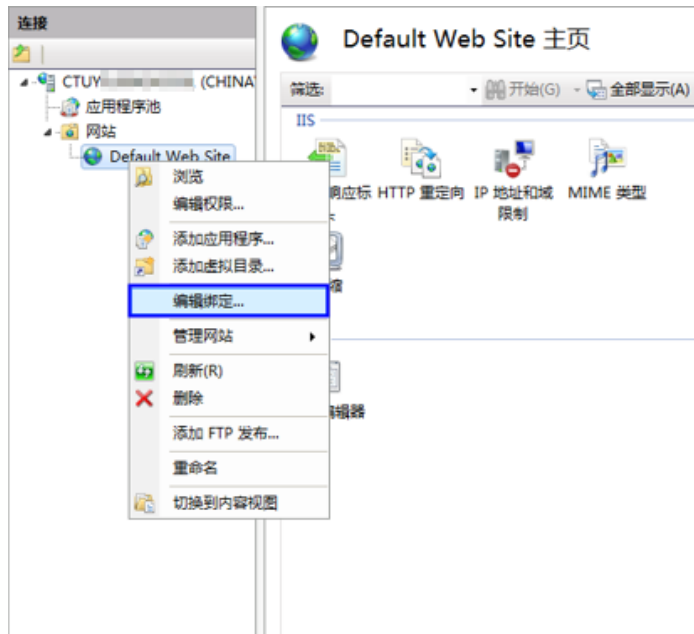 连接
CTUY (CHINA
应用程序池
网站
Default Web Site
浏览
编辑权限...
添加应用程序...
添加虚拟目录...
编辑绑定...
管理网站
刷新(R)
删除
添加 FTP 发布...
重命名
切换到内容视图
Default Web Site 主页
筛选:
开始(G)
全部显示(A)
IIS
响应标
HTTP 重定向
IP 地址和域
限制
MIME 类型
缩
编辑器